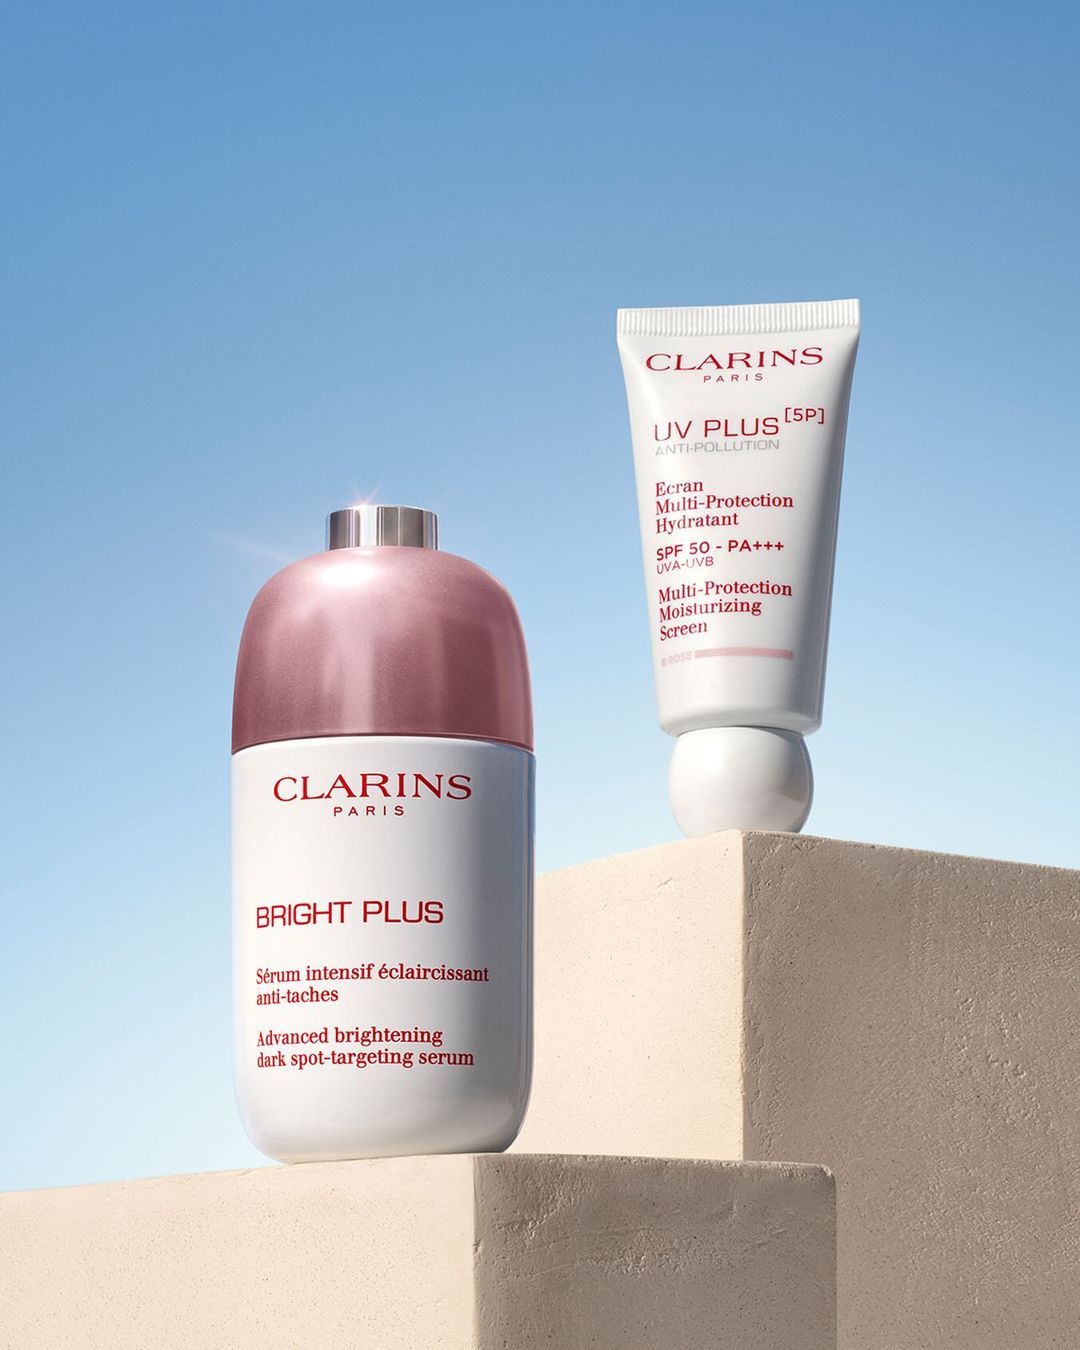 CLARINS
PARIS
UV PLUS [5P]
ANTI-POLLUTION
Ecran
Multi-Protection
Hydratant
SPF 50 - PA+++
UVA-UVB
Multi-Protection
Moisturizing
Screen
ROSE
CLARINS
PARIS
BRIGHT PLUS
Sérum intensif éclaircissant
anti-taches
Advanced brightening
dark spot-targeting serum